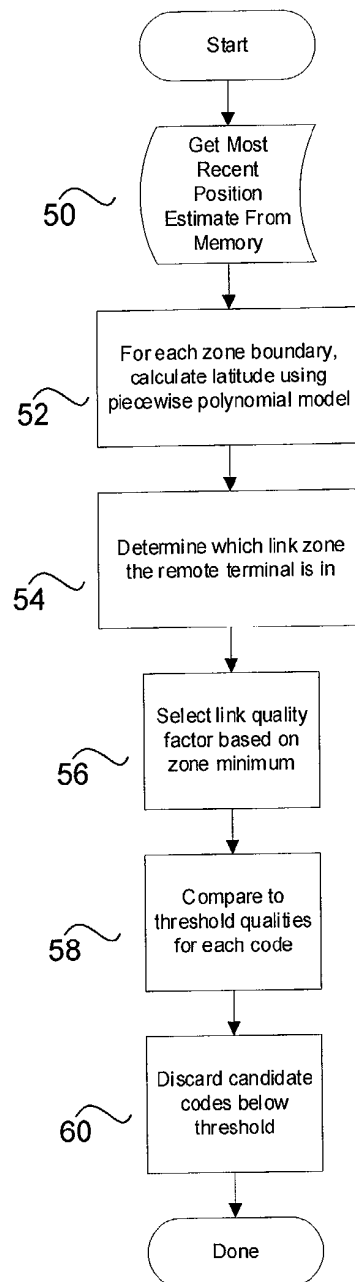 Start
Get Most
Recent
Position
Estimate From
Memory
50
For each zone boundary,
calculate latitude using
piecewise polynomial model
52
Determine which link zone
the remote terminal is in
54
Select link quality
factor based on
zone minimum
56
Compare to
threshold qualities
for each code
58
Discard candidate
codes below
threshold
60
Done